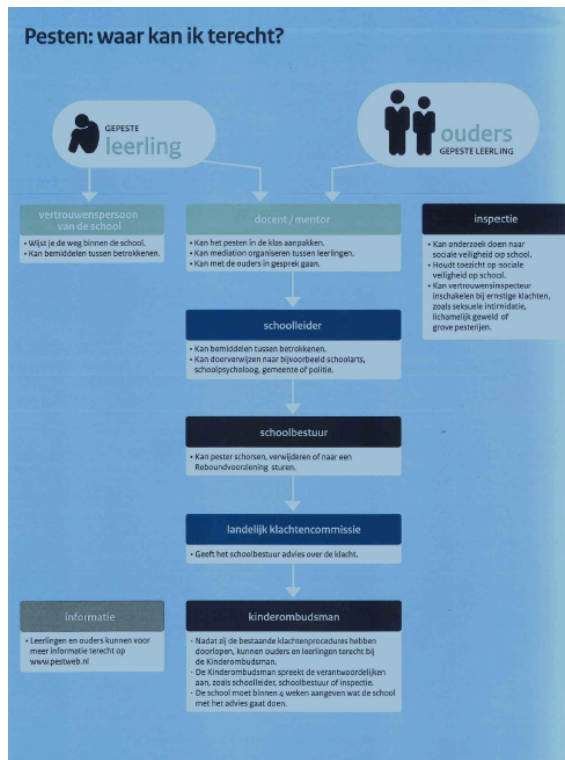 Pesten: waar kan ik terecht?
GEPESTE
leerling
ouders
GEPESTE LEERLING
vertrouwenspersoon
van de school
• Wijst je de weg binnen de school.
• Kan bemiddelen tussen betrokkenen.
docent / mentor
• Kan het pesten in de klas aanpakken.
• Kan mediation organiseren tussen leerlingen.
• Kan met de ouders in gesprek gaan.
inspectie
• Kan onderzoek doen naar
sociale veiligheid op school.
• Houdt toezicht op sociale
veiligheid op school.
• Kan vertrouwensinspecteur
inschakelen bij ernstige klachten,
zoals seksuele intimidatie,
lichamelijk geweld of
grove pesterijen.
schoolleider
• Kan bemiddelen tussen betrokkenen.
• Kan doorverwijzen naar bijvoorbeeld schoolarts,
schoolpsycholoog, gemeente of politie.
schoolbestuur
• Kan pester schorsen, verwijderen of naar een
Reboundvoorziening sturen.
landelijk klachtencommissie
• Geeft het schoolbestuur advies over de klacht.
informatie
• Leerlingen en ouders kunnen voor
meer informatie terecht op
www.pestweb.nl
kinderombudsman
· Nadat zij de bestaande klachtenprocedures hebben
doorlopen, kunnen ouders en leerlingen terecht bij
de Kinderombudsman.
· De Kinderombudsman spreekt de verantwoordelijken
aan, zoals schoolleider, schoolbestuur of inspectie.
• De school moet binnen 4 weken aangeven wat de school
met het advies gaat doen.